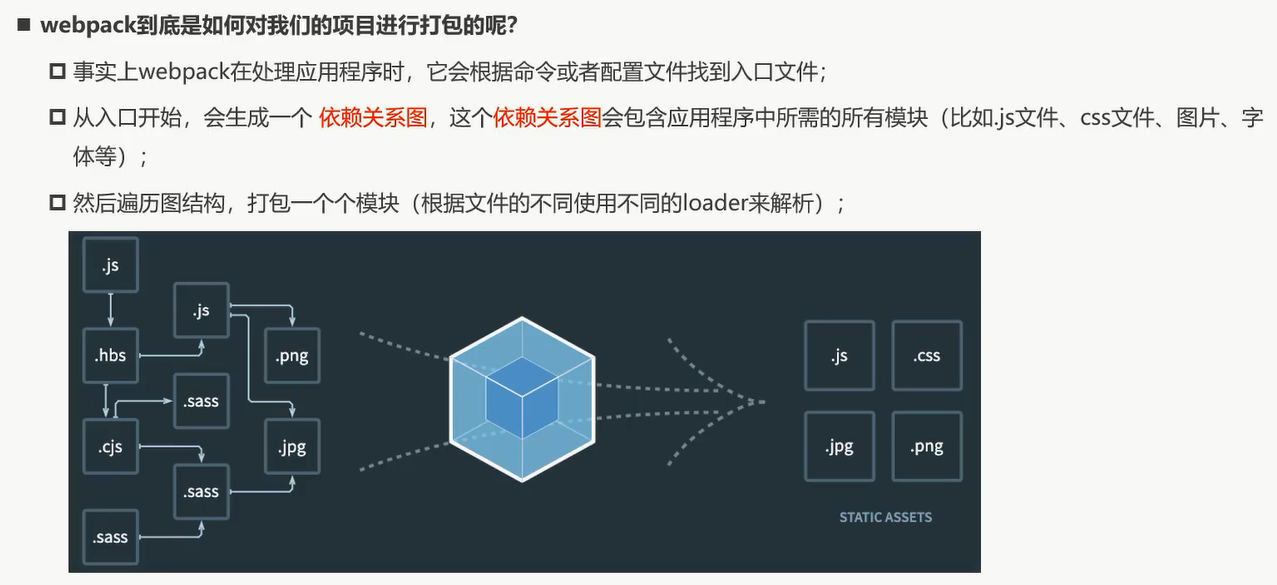 webpack到底是如何对我们的项目进行打包的呢？
事实上webpack在处理应用程序时，它会根据命令或者配置文件找到入口文件；
从入口开始，会生成一个 依赖关系图，这个依赖关系图会包含应用程序中所需的所有模块（比如.js文件、css文件、图片、字
体等）；
然后遍历图结构，打包一个个模块（根据文件的不同使用不同的loader来解析）；
.js
.js
.hbs
.png
.sass
.cjs
.jpg
.sass
.sass
.js
.css
.jpg
.png
STATIC ASSETS